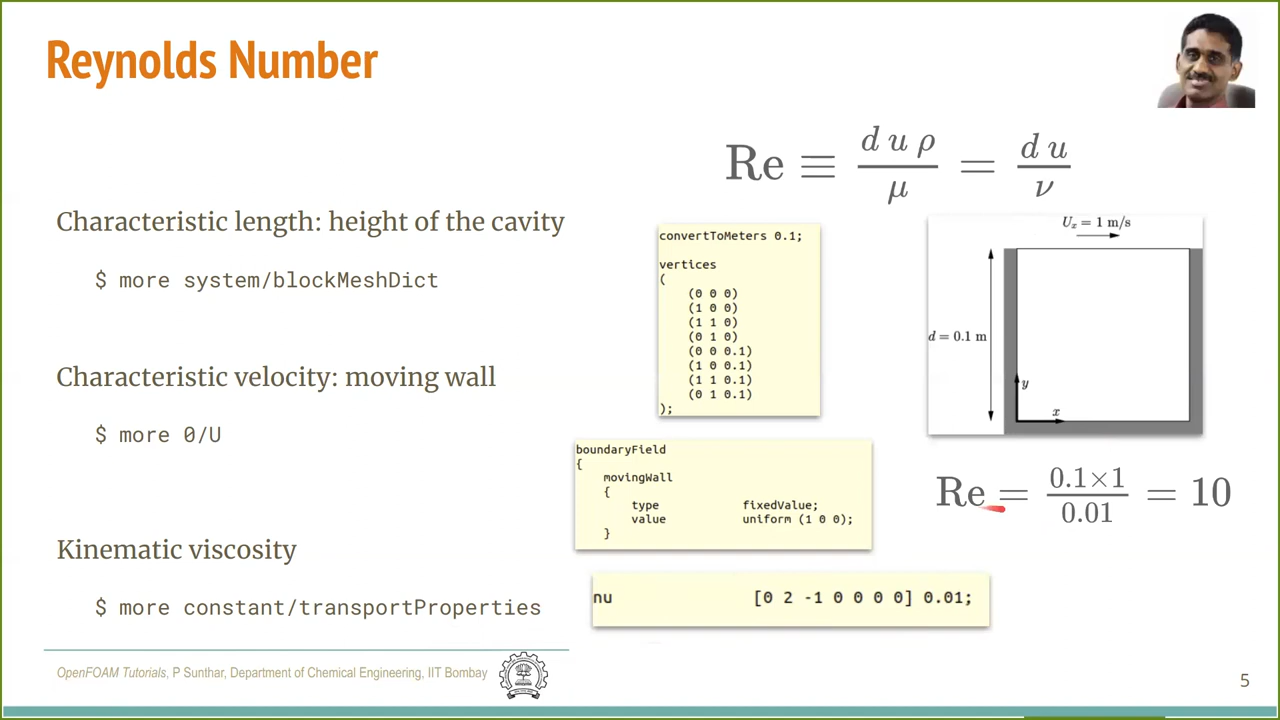 Reynolds Number
Re ≡ d u ρ / μ = d u / ν
Characteristic length: height of the cavity
$ more system/blockMeshDict
convertToMeters 0.1;
vertices
(
(0 0 0)
(1 0 0)
(1 1 0)
(0 1 0)
(0 0 0.1)
(1 0 0.1)
(1 1 0.1)
(0 1 0.1)
);
Uₓ = 1 m/s
d = 0.1 m
y
x
Characteristic velocity: moving wall
$ more 0/U
boundaryField
{
movingWall
{
type fixedValue;
value uniform (1 0 0);
}
Re = 0.1×1 / 0.01 = 10
Kinematic viscosity
$ more constant/transportProperties
nu [0 2 -1 0 0 0 0] 0.01;
OpenFOAM Tutorials, P Sunthar, Department of Chemical Engineering, IIT Bombay
5